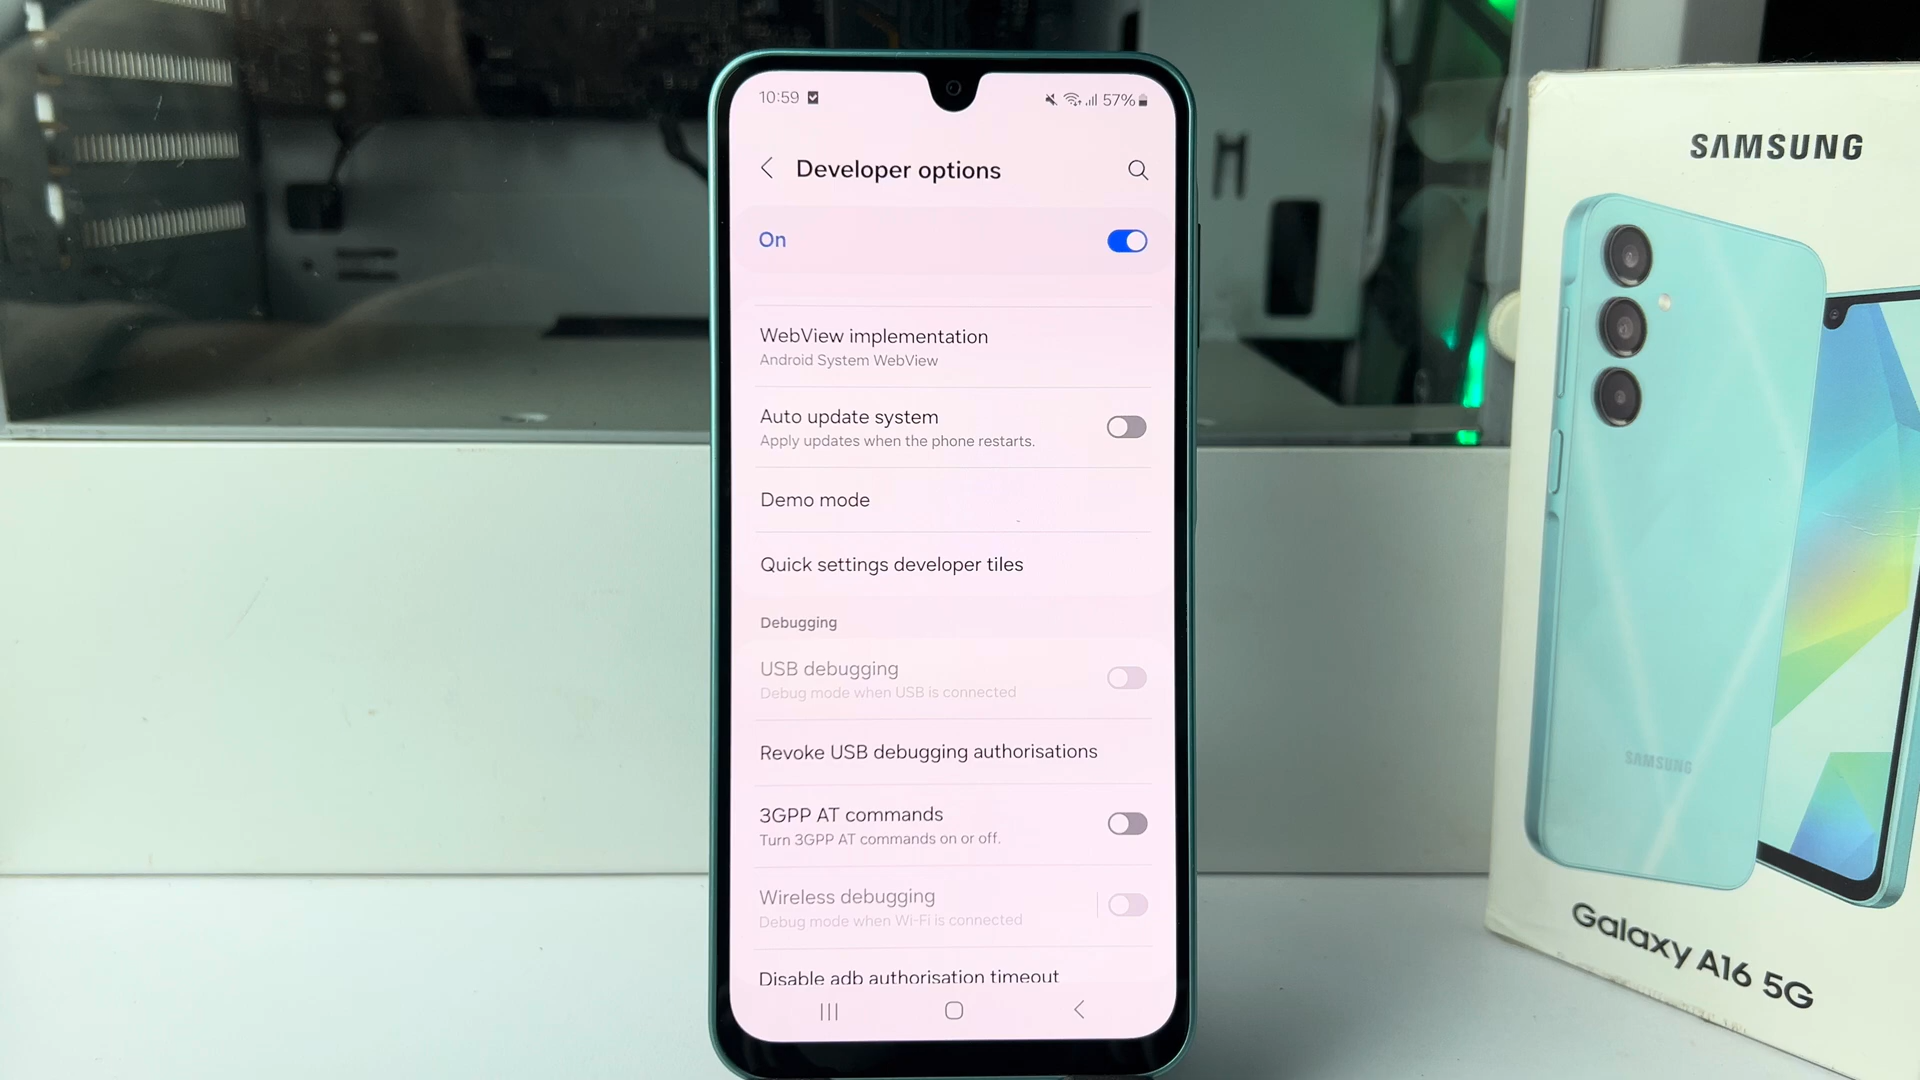 10:59
57%
Developer options
On
WebView implementation
Android System WebView
Auto update system
Apply updates when the phone restarts.
Demo mode
Quick settings developer tiles
Debugging
USB debugging
Debug mode when USB is connected
Revoke USB debugging authorisations
3GPP AT commands
Turn 3GPP AT commands on or off.
Wireless debugging
Debug mode when Wi-Fi is connected
Disable adb authorisation timeout
SAMSUNG
SAMSUNG
Galaxy A16 5G